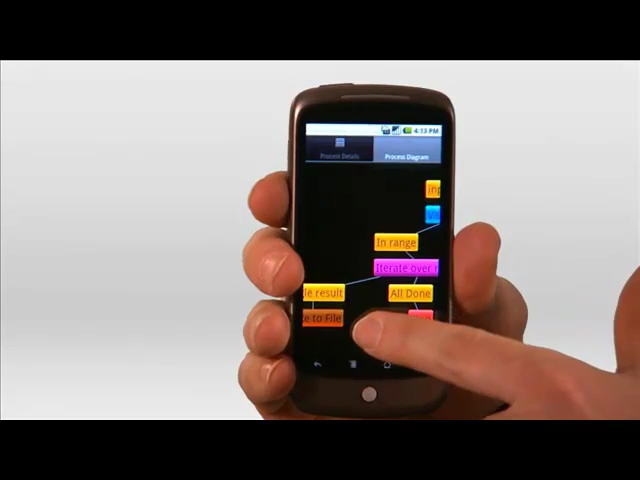 4:13 PM
Process Details
Process Diagram
In range
Iterate over r
le result
All Done
e to File